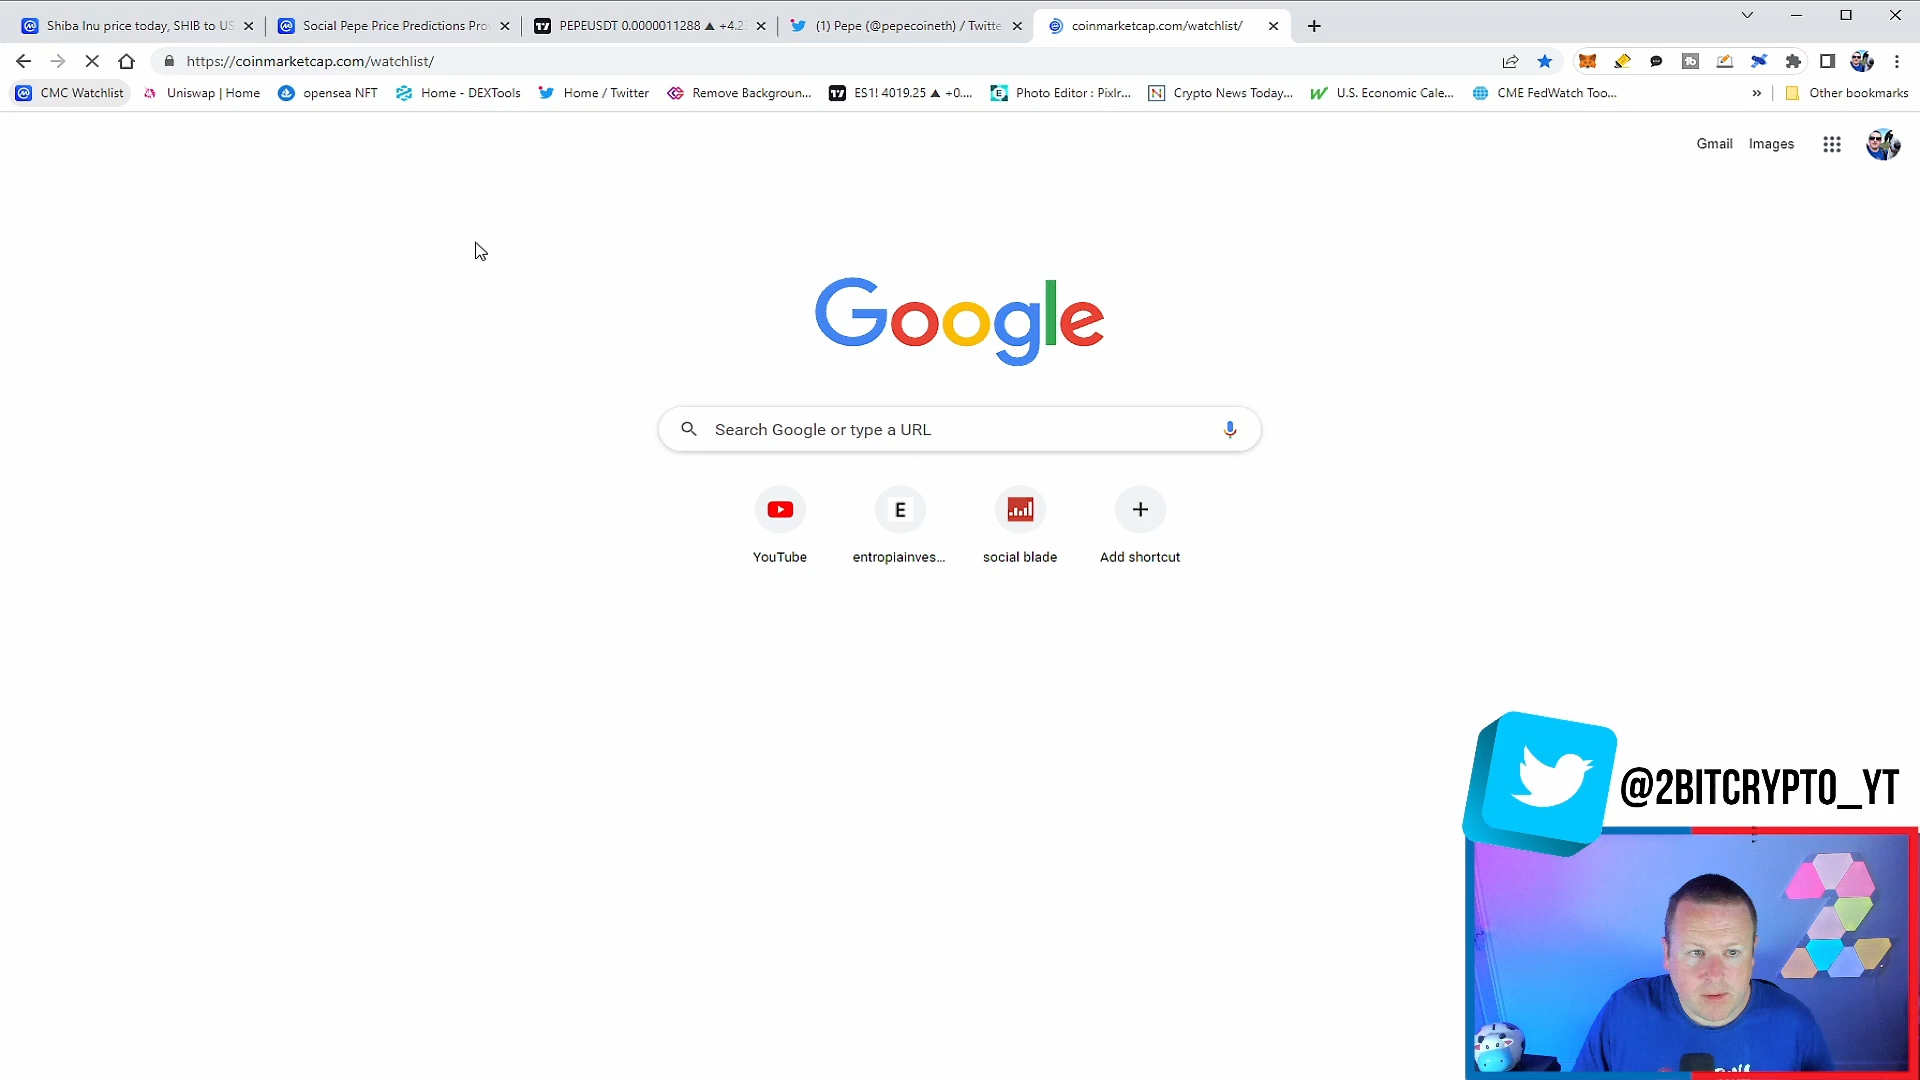 Shiba Inu price today, SHIB to US
Social Pepe Price Predictions Pro
PEPEUSDT 0.0000011288 ▲ +4.2
(1) Pepe (@pepecoineth) / Twitte
coinmarketcap.com/watchlist/
https://coinmarketcap.com/watchlist/
CMC Watchlist
Uniswap | Home
opensea NFT
Home - DEXTools
Home / Twitter
Remove Backgroun...
ES1! 4019.25 ▲ +0....
Photo Editor : Pixlr...
Crypto News Today...
U.S. Economic Cale...
CME FedWatch Too...
»
Other bookmarks
Gmail
Images
Google
Search Google or type a URL
E
YouTube
entropiainves...
social blade
Add shortcut
@2BITCRYPTO_YT